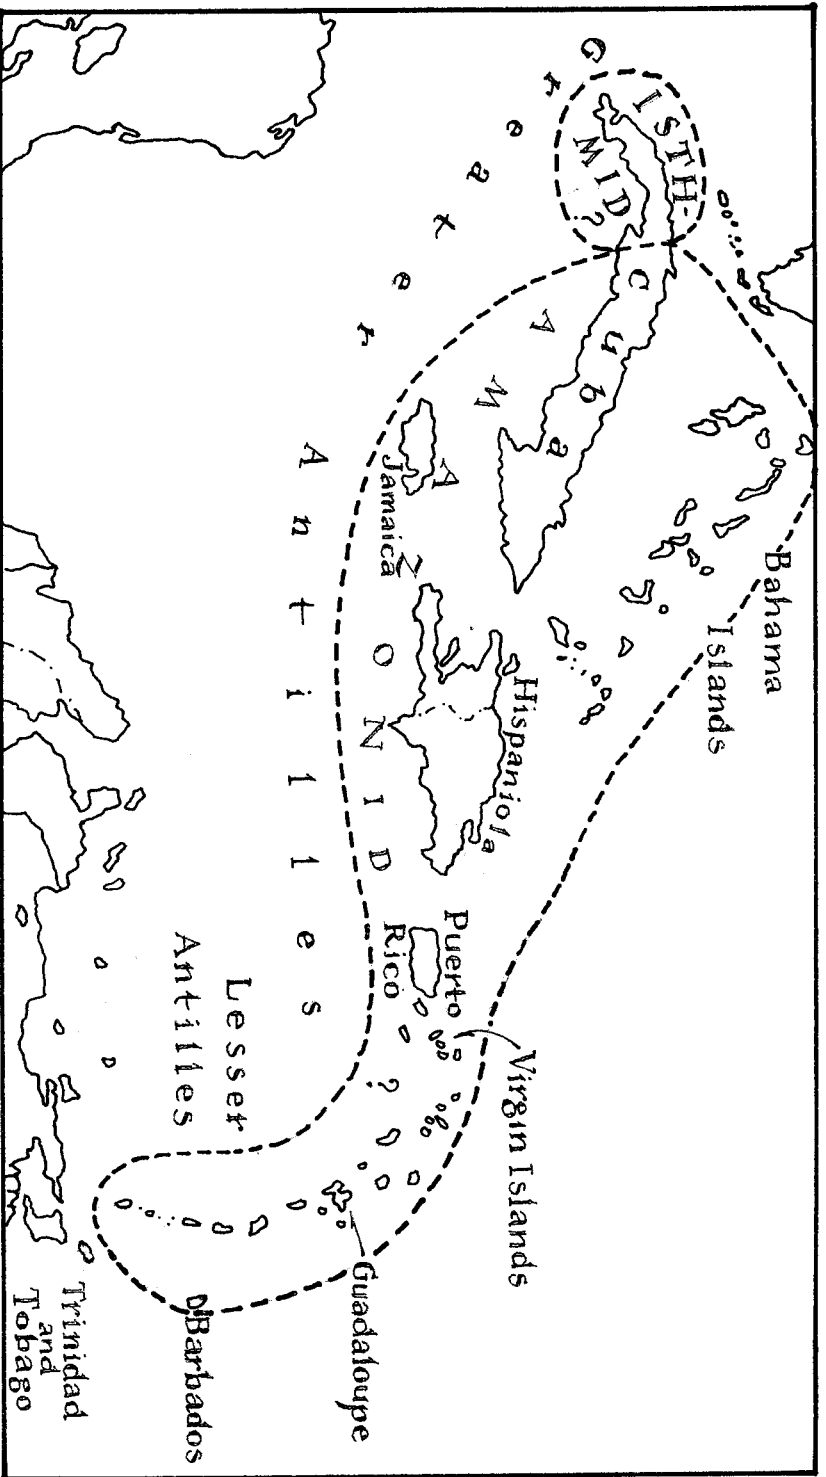 ISTH-
MID
?
Cuba
Greater
Antilles
AMAZONID
?
Bahama
Islands
Jamaica
Hispaniola
Puerto
Rico
Virgin Islands
Lesser
Antilles
Guadaloupe
Barbados
Trinidad
and
Tobago